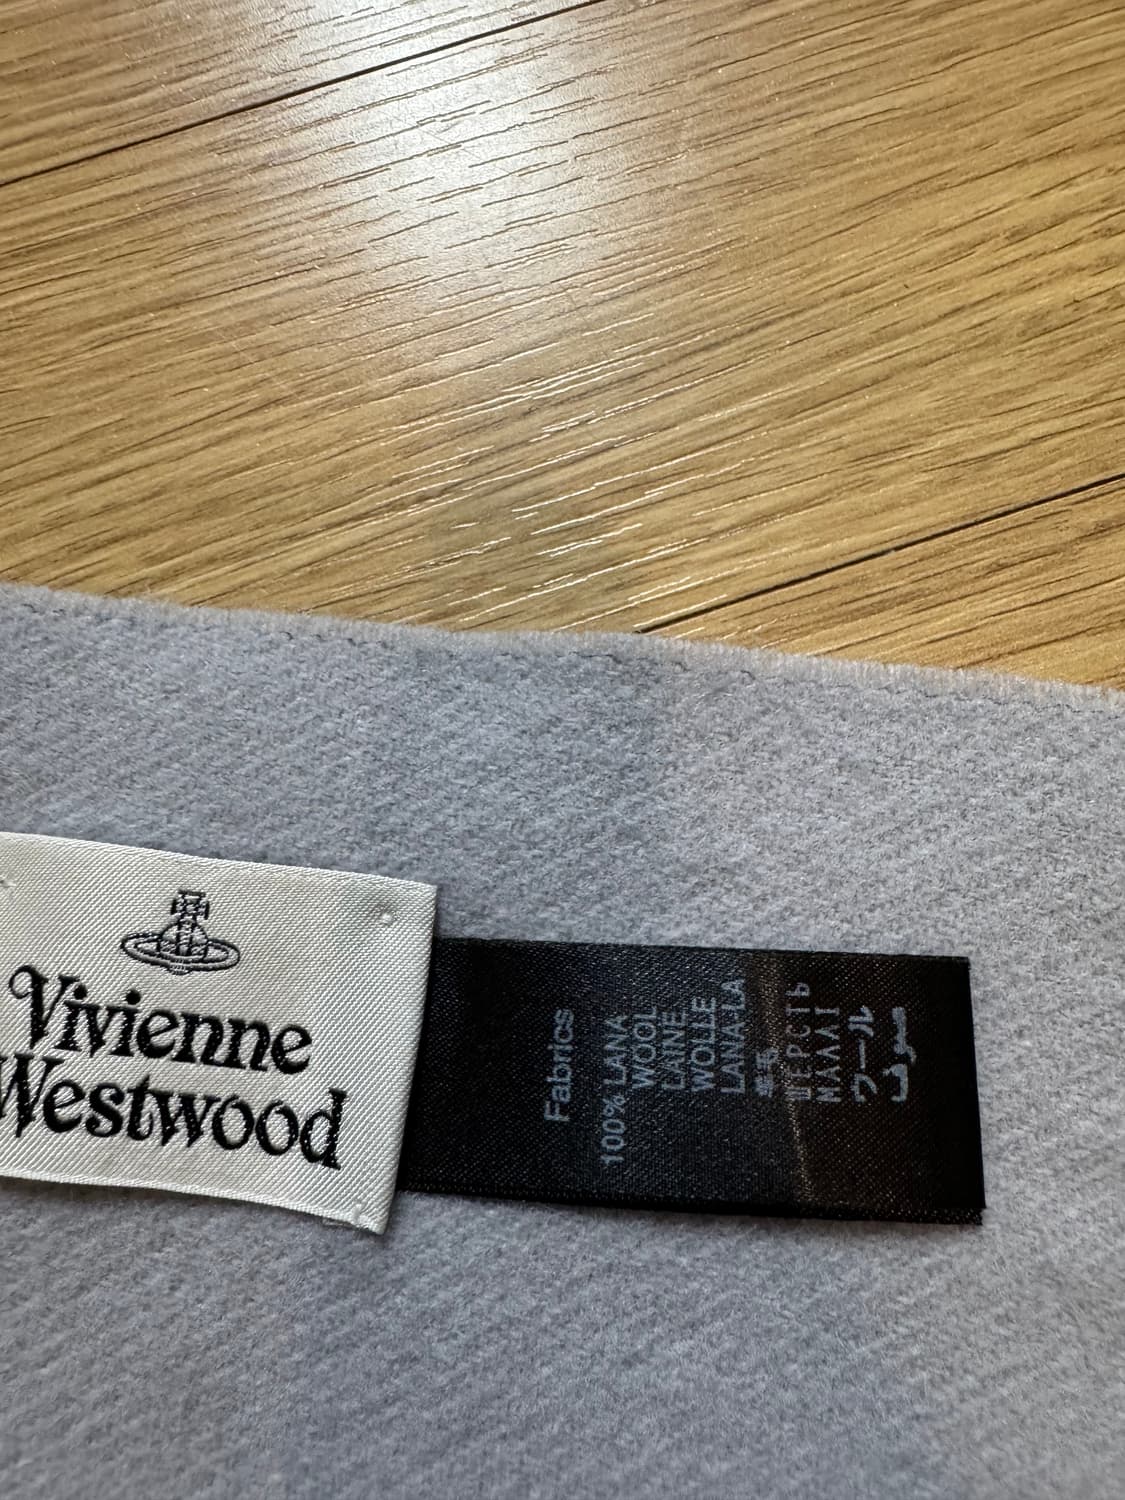 Vivienne
Westwood
Fabrics
100% LANA
WOOL
LAINE
WOLLE
LANA-LA
羊毛
ШЕРСТЬ
ΜΑΛΛΙ
ウール
صوف